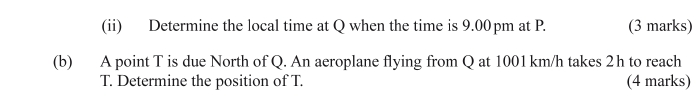 (ii) Determine the local time at Q when the time is 9.00 pm at P. (3 marks)
(b) A point T is due North of Q. An aeroplane flying from Q at 1001 km/h takes 2 h to reach
T. Determine the position of T. (4 marks)